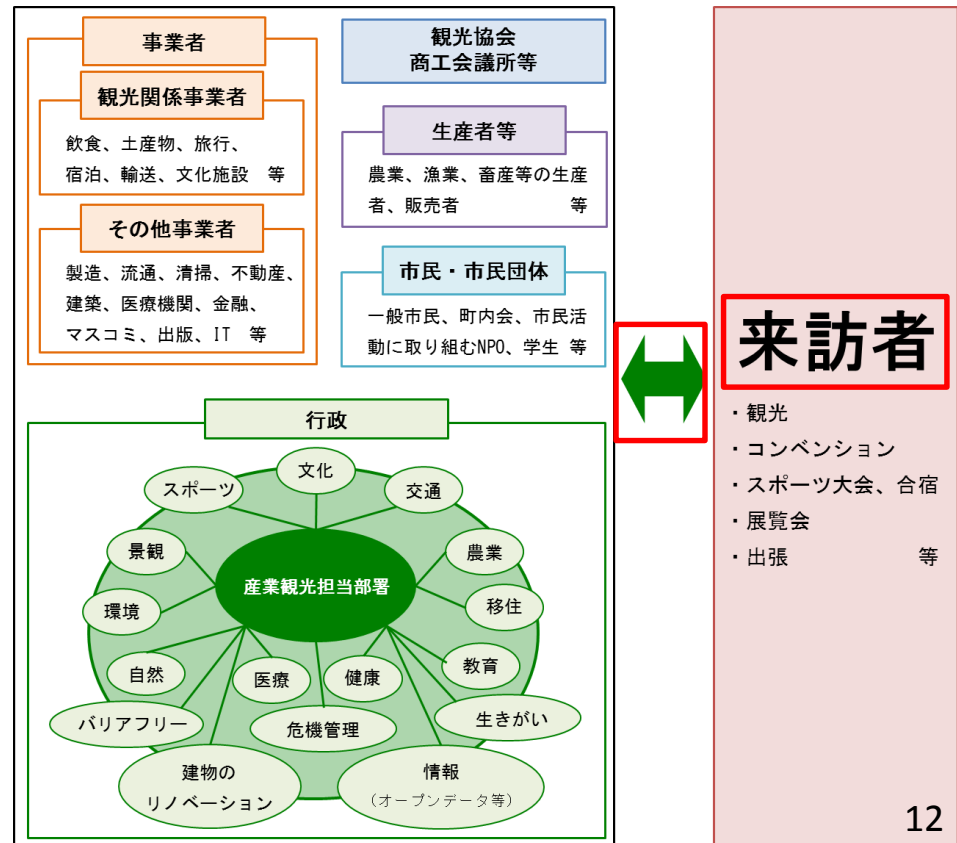 事業者
観光関係事業者
飲食、土産物、旅行、
宿泊、輸送、文化施設　等
その他事業者
製造、流通、清掃、不動産、
建築、医療機関、金融、
マスコミ、出版、IT　等
観光協会
商工会議所等
生産者等
農業、漁業、畜産等の生産
者、販売者　等
市民・市民団体
一般市民、町内会、市民活
動に取り組むNPO、学生　等
行政
文化
スポーツ
交通
景観
農業
産業観光担当部署
環境
移住
自然
医療
健康
教育
バリアフリー
危機管理
生きがい
建物の
リノベーション
情報
（オープンデータ等）
来訪者
・観光
・コンベンション
・スポーツ大会、合宿
・展覧会
・出張　等
12